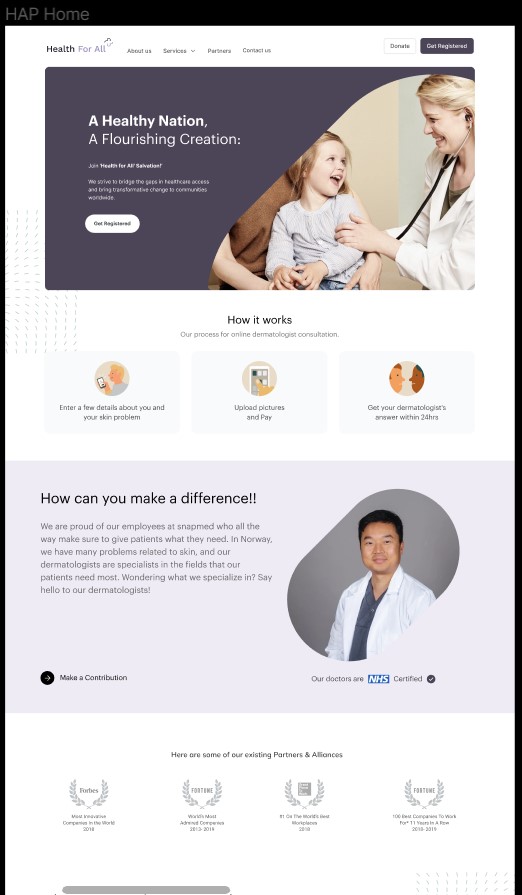 HAP Home
Health For All
About us
Services
Partners
Contact us
Donate
Get Registered
A Healthy Nation,
A Flourishing Creation:
Join 'Health for All' Salvation!'
We strive to bridge the gaps in healthcare access
and bring transformative change to communities
worldwide.
Get Registered
How it works
Our process for online dermatologist consultation.
Enter a few details about you and
your skin problem
Upload pictures
and Pay
Get your dermatologist's
answer within 24hrs
How can you make a difference!!
We are proud of our employees at snapmed who all the
way make sure to give patients what they need. In Norway,
we have many problems related to skin, and our
dermatologists are specialists in the fields that our
patients need most. Wondering what we specialize in? Say
hello to our dermatologists!
Make a Contribution
Our doctors are NHS Certified
Here are some of our existing Partners & Alliances
Forbes
Most Innovative
Companies in the World
2018
FORTUNE
World's Most
Admired Companies
2013-2019
#1 On The World's Best
Workplaces
2018
FORTUNE
100 Best Companies To Work
For® 11 Years In A Row
2010-2019